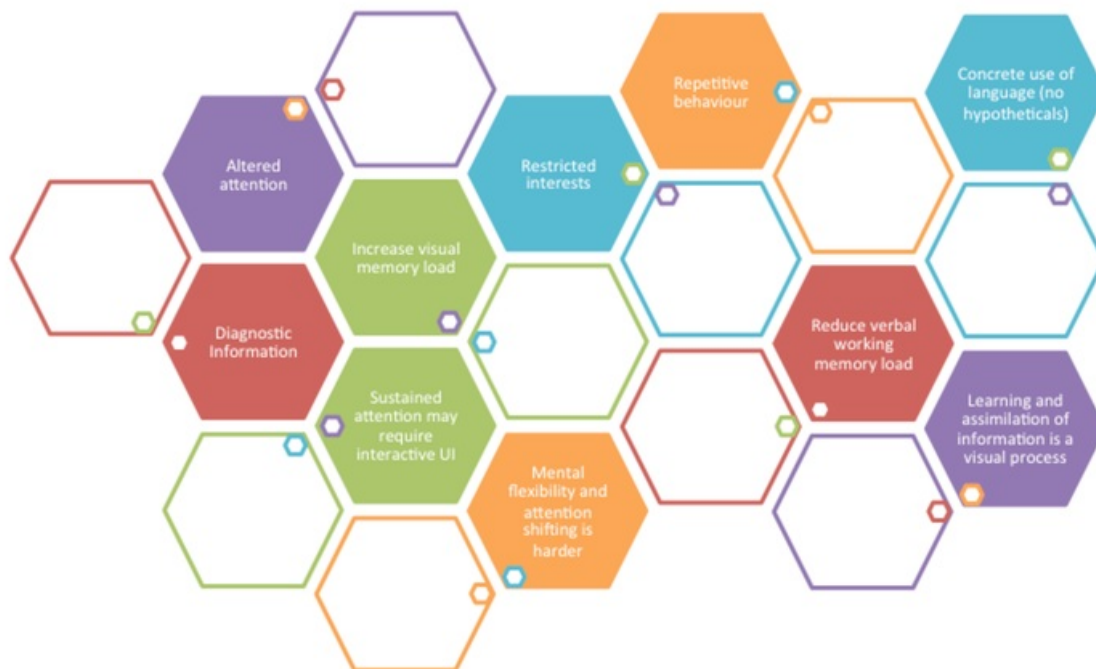 Altered
attention
Diagnostic
Information
Increase visual
memory load
Sustained
attention may
require
interactive UI
Restricted
interests
Mental
flexibility and
attention
shifting is
harder
Repetitive
behaviour
Reduce verbal
working
memory load
Concrete use of
language (no
hypotheticals)
Learning and
assimilation of
information is a
visual process